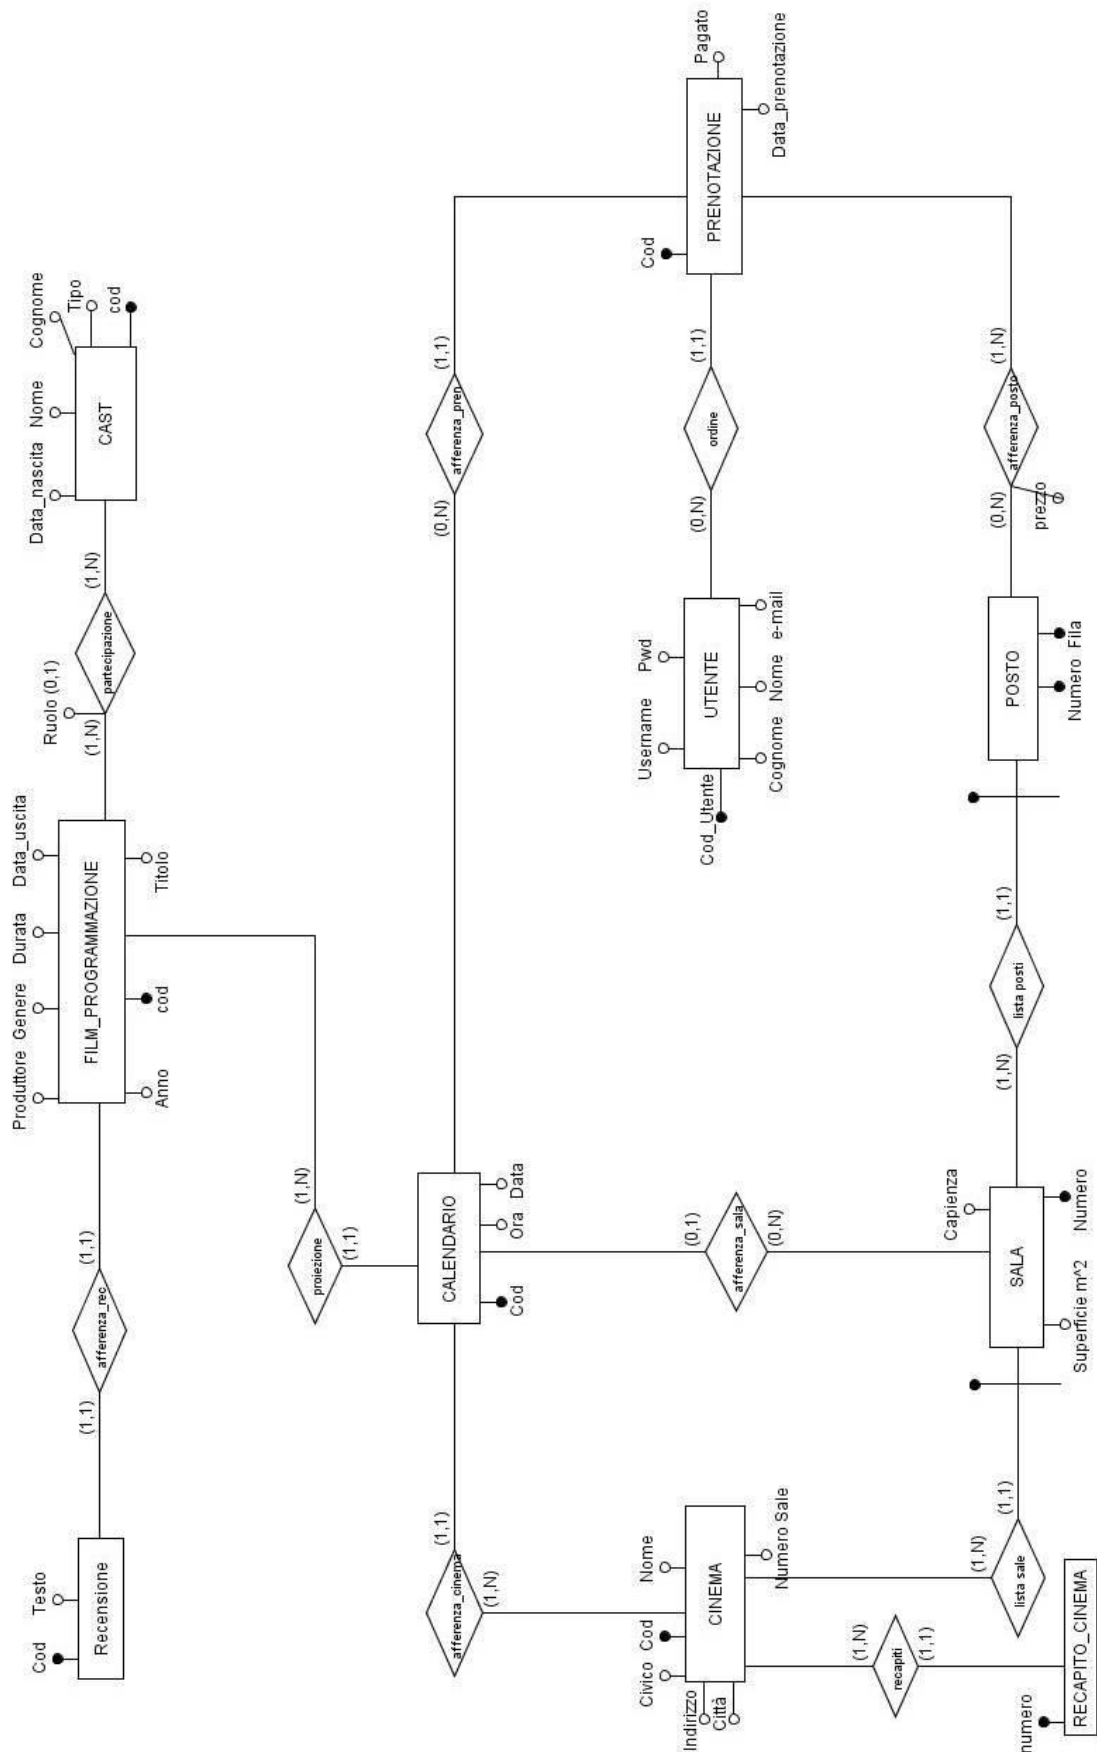 Cod
Testo
Recensione
(1,1)
afferenza_rec
(1,1)
Produttore
Genere
Durata
Data_uscita
FILM_PROGRAMMAZIONE
Anno
cod
Titolo
Ruolo (0,1)
(1,N)
partecipazione
(1,N)
Data_nascita
Nome
Cognome
CAST
Tipo
cod
(1,N)
proiezione
(1,1)
(1,1)
afferenza_cinema
(1,N)
CALENDARIO
Cod
Ora
Data
(0,N)
afferenza_pren
(1,1)
Civico
Cod
Nome
Indirizzo
Città
CINEMA
Numero Sale
(0,1)
afferenza_sala
(0,N)
Username
Pwd
Cod_Utente
UTENTE
Cognome
Nome
e-mail
(0,N)
ordine
(1,1)
Cod
PRENOTAZIONE
Pagato
Data_prenotazione
(1,N)
recapiti
(1,1)
numero
RECAPITO_CINEMA
(1,N)
lista sale
(1,1)
Capienza
SALA
Superficie m^2
Numero
(1,N)
lista posti
(1,1)
POSTO
Numero
Fila
(0,N)
prezzo
afferenza_posto
(1,N)